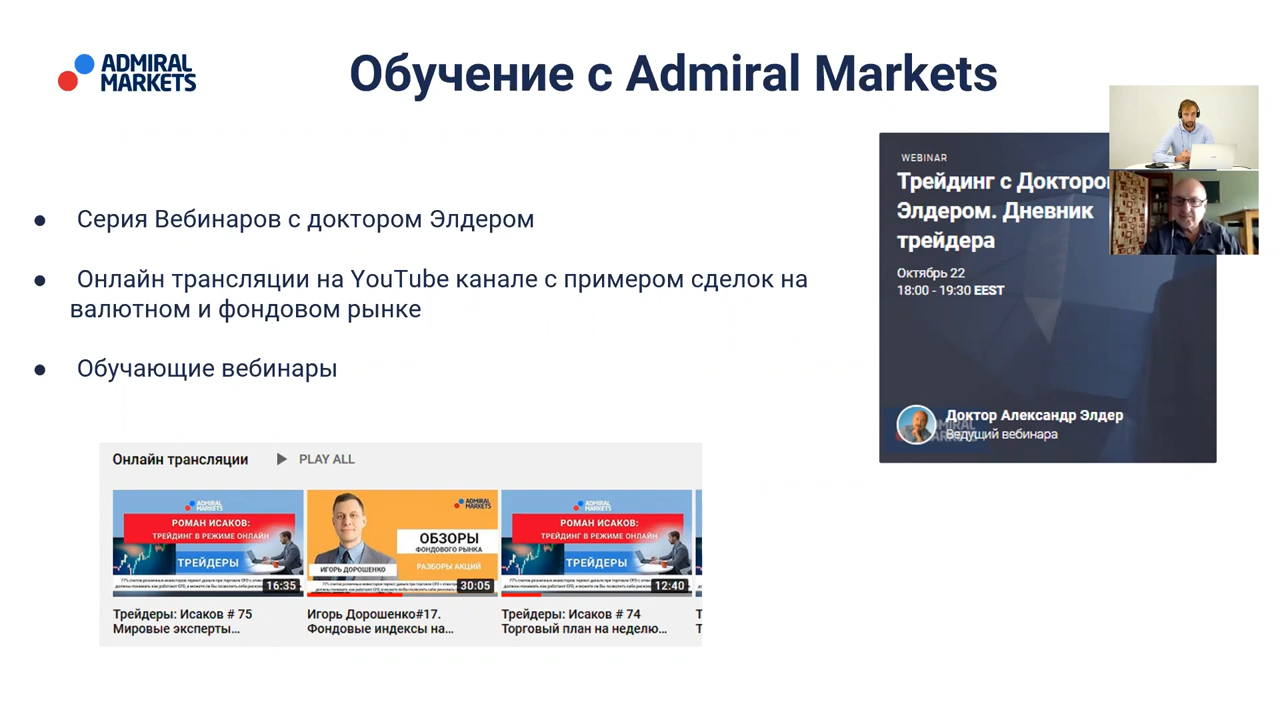 ADMIRAL
MARKETS
Обучение с Admiral Markets
● Серия Вебинаров с доктором Элдером
● Онлайн трансляции на YouTube канале с примером сделок на
валютном и фондовом рынке
● Обучающие вебинары
WEBINAR
Трейдинг с Докторо
Элдером. Дневник
трейдера
Октябрь 22
18:00 - 19:30 EEST
Доктор Александр Элдер
Ведущий вебинара
Онлайн трансляции PLAY ALL
ADMIRAL
MARKETS
РОМАН ИСАКОВ:
ТРЕЙДИНГ В РЕЖИМЕ ОНЛАЙН
ТРЕЙДЕРЫ
16:35
Трейдеры: Исаков # 75
Мировые эксперты…
ADMIRAL
MARKETS
ОБЗОРЫ
ФОНДОВОГО РЫНКА
ИГОРЬ ДОРОШЕНКО
РАЗБОРЫ АКЦИЙ
30:05
Игорь Дорошенко#17.
Фондовые индексы на…
ADMIRAL
MARKETS
РОМАН ИСАКОВ:
ТРЕЙДИНГ В РЕЖИМЕ ОНЛАЙН
ТРЕЙДЕРЫ
12:40
Трейдеры: Исаков # 74
Торговый план на неделю…